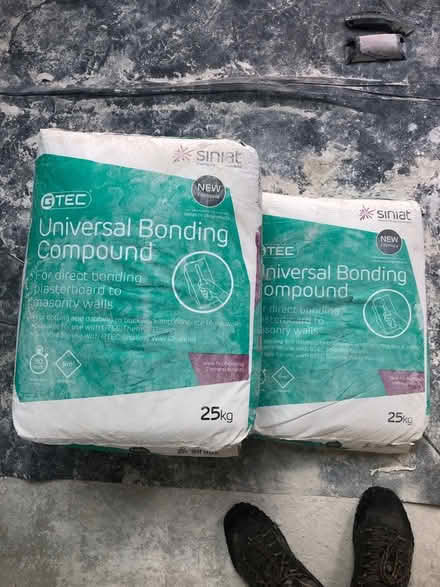 siniat
GTEC
NEW
Universal Bonding
Compound
For direct bonding
plasterboard to
masonry walls
25kg
siniat
GTEC
NEW
Universal Bonding
Compound
For direct bonding
plasterboard to
masonry walls
25kg